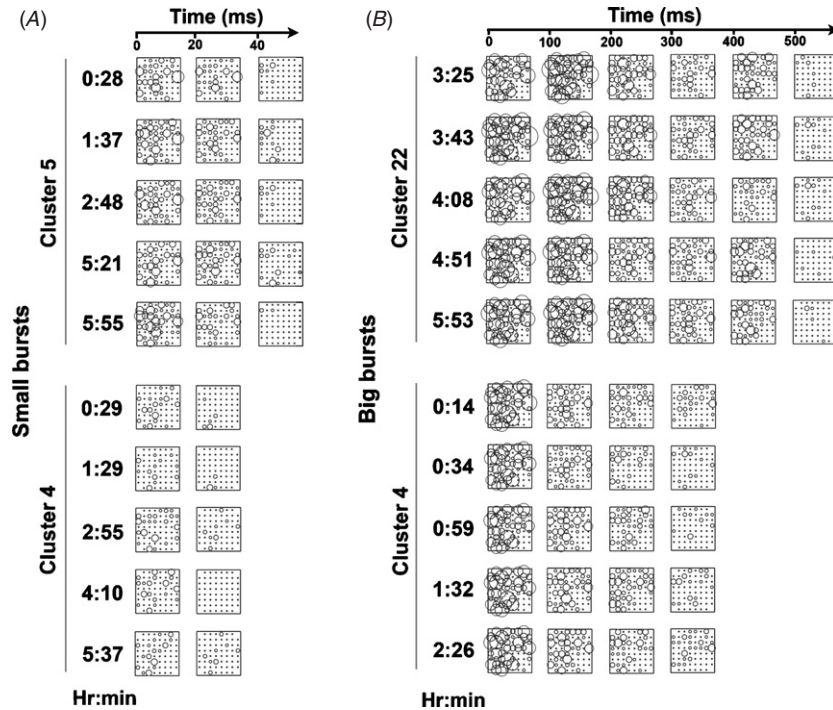 (A)
Time (ms)
0 20 40
Small bursts
Cluster 5
0:28
1:37
2:48
5:21
5:55
Cluster 4
0:29
1:29
2:55
4:10
5:37
Hr:min
(B)
Time (ms)
0 100 200 300 400 500
Big bursts
Cluster 22
3:25
3:43
4:08
4:51
5:53
Cluster 4
0:14
0:34
0:59
1:32
2:26
Hr:min